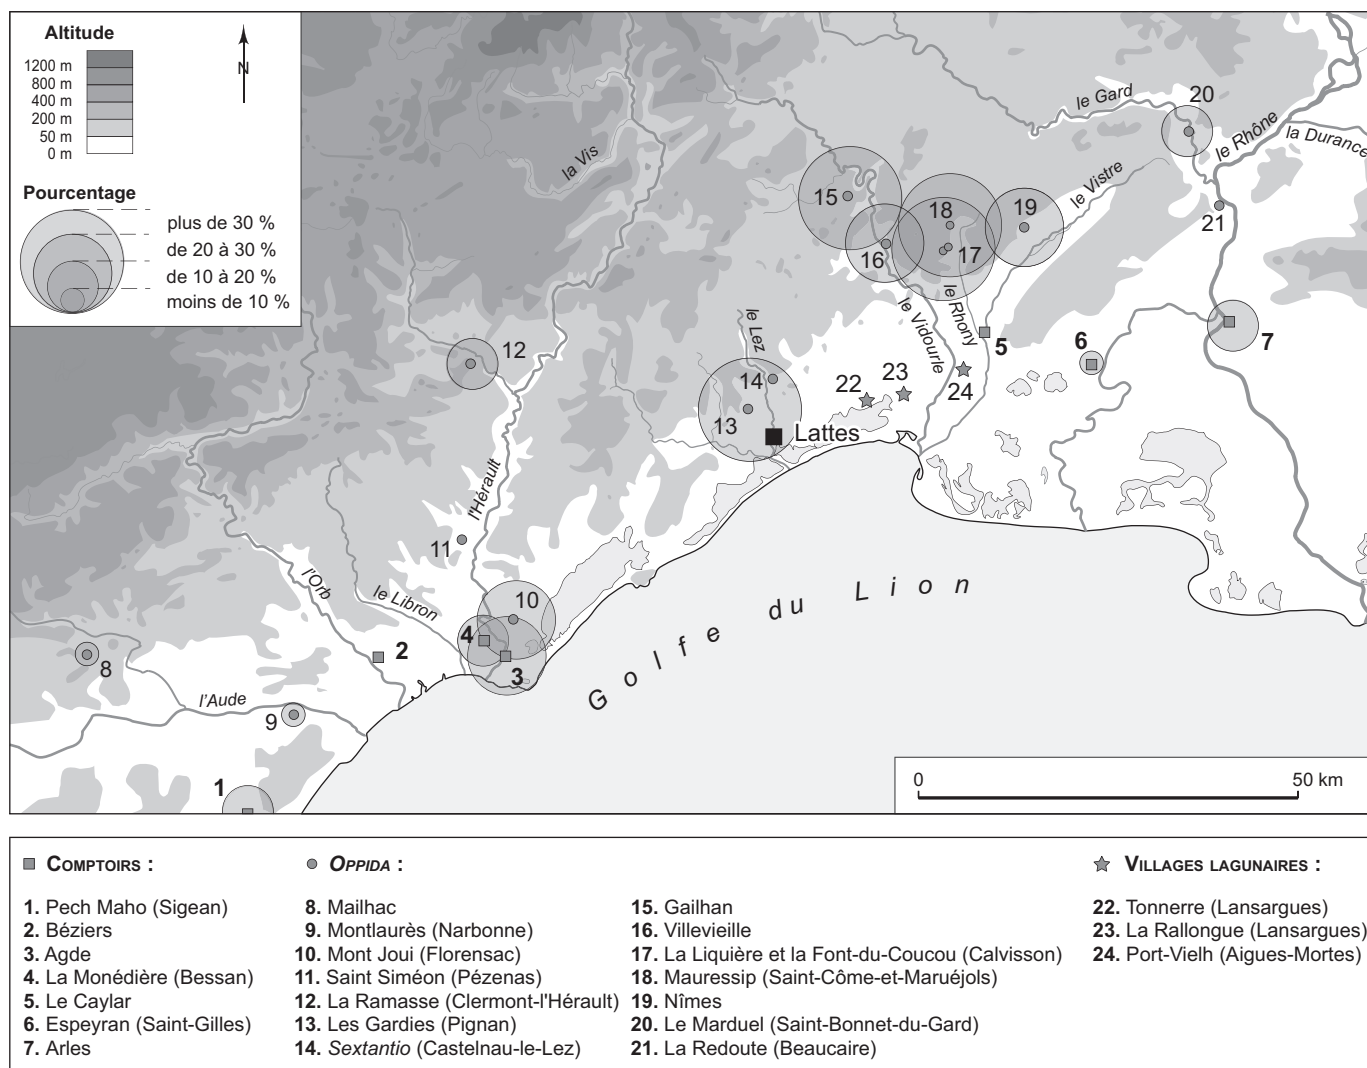 Altitude
N
1200 m
800 m
400 m
200 m
50 m
0 m
Pourcentage
plus de 30 %
de 20 à 30 %
de 10 à 20 %
moins de 10 %
le Gard
20
le Rhône
la Durance
la Vis
le Vistre
15
18
19
16
17
21
le Vidourle
le Rhony
le Lez
5
6
7
12
14
22
23
24
13
Lattes
l'Hérault
11
l'Orb
le Libron
10
4
3
2
8
l'Aude
9
1
Golfe du Lion
0 50 km
COMPTOIRS :
1. Pech Maho (Sigean)
2. Béziers
3. Agde
4. La Monédière (Bessan)
5. Le Caylar
6. Espeyran (Saint-Gilles)
7. Arles
OPPIDA :
8. Mailhac
9. Montlaurès (Narbonne)
10. Mont Joui (Florensac)
11. Saint Siméon (Pézenas)
12. La Ramasse (Clermont-l'Hérault)
13. Les Gardies (Pignan)
14. Sextantio (Castelnau-le-Lez)
15. Gailhan
16. Villevieille
17. La Liquière et la Font-du-Coucou (Calvisson)
18. Mauressip (Saint-Côme-et-Maruéjols)
19. Nîmes
20. Le Marduel (Saint-Bonnet-du-Gard)
21. La Redoute (Beaucaire)
VILLAGES LAGUNAIRES :
22. Tonnerre (Lansargues)
23. La Rallongue (Lansargues)
24. Port-Vielh (Aigues-Mortes)